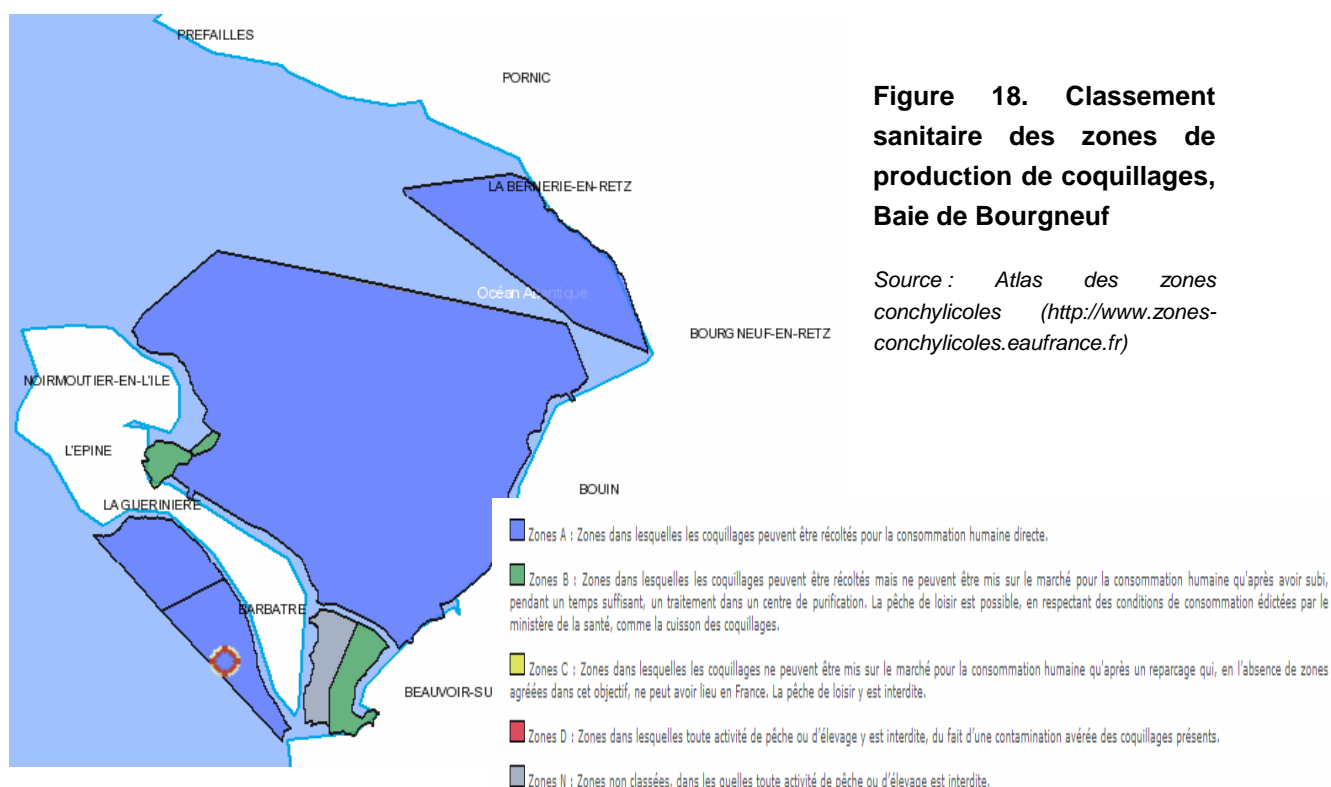 PREFAILLES
PORNIC
LA BERNERIE-EN-RETZ
Océan Atlantique
BOURGNEUF-EN-RETZ
NOIRMOUTIER-EN-L'ILE
L'EPINE
LA GUERINIERE
BOUIN
BARBATRE
BEAUVOIR-SU
Figure 18. Classement
sanitaire des zones de
production de coquillages,
Baie de Bourgneuf
Source : Atlas des zones
conchylicoles (http://www.zones-
conchylicoles.eaufrance.fr)
Zones A : Zones dans lesquelles les coquillages peuvent être récoltés pour la consommation humaine directe.
Zones B : Zones dans lesquelles les coquillages peuvent être récoltés mais ne peuvent être mis sur le marché pour la consommation humaine qu'après avoir subi,
pendant un temps suffisant, un traitement dans un centre de purification. La pêche de loisir est possible, en respectant des conditions de consommation édictées par le
ministère de la santé, comme la cuisson des coquillages.
Zones C : Zones dans lesquelles les coquillages ne peuvent être mis sur le marché pour la consommation humaine qu'après un reparcage qui, en l'absence de zones
agréées dans cet objectif, ne peut avoir lieu en France. La pêche de loisir y est interdite.
Zones D : Zones dans lesquelles toute activité de pêche ou d'élevage y est interdite, du fait d'une contamination avérée des coquillages présents.
Zones N : Zones non classées, dans les quelles toute activité de pêche ou d'élevage est interdite.